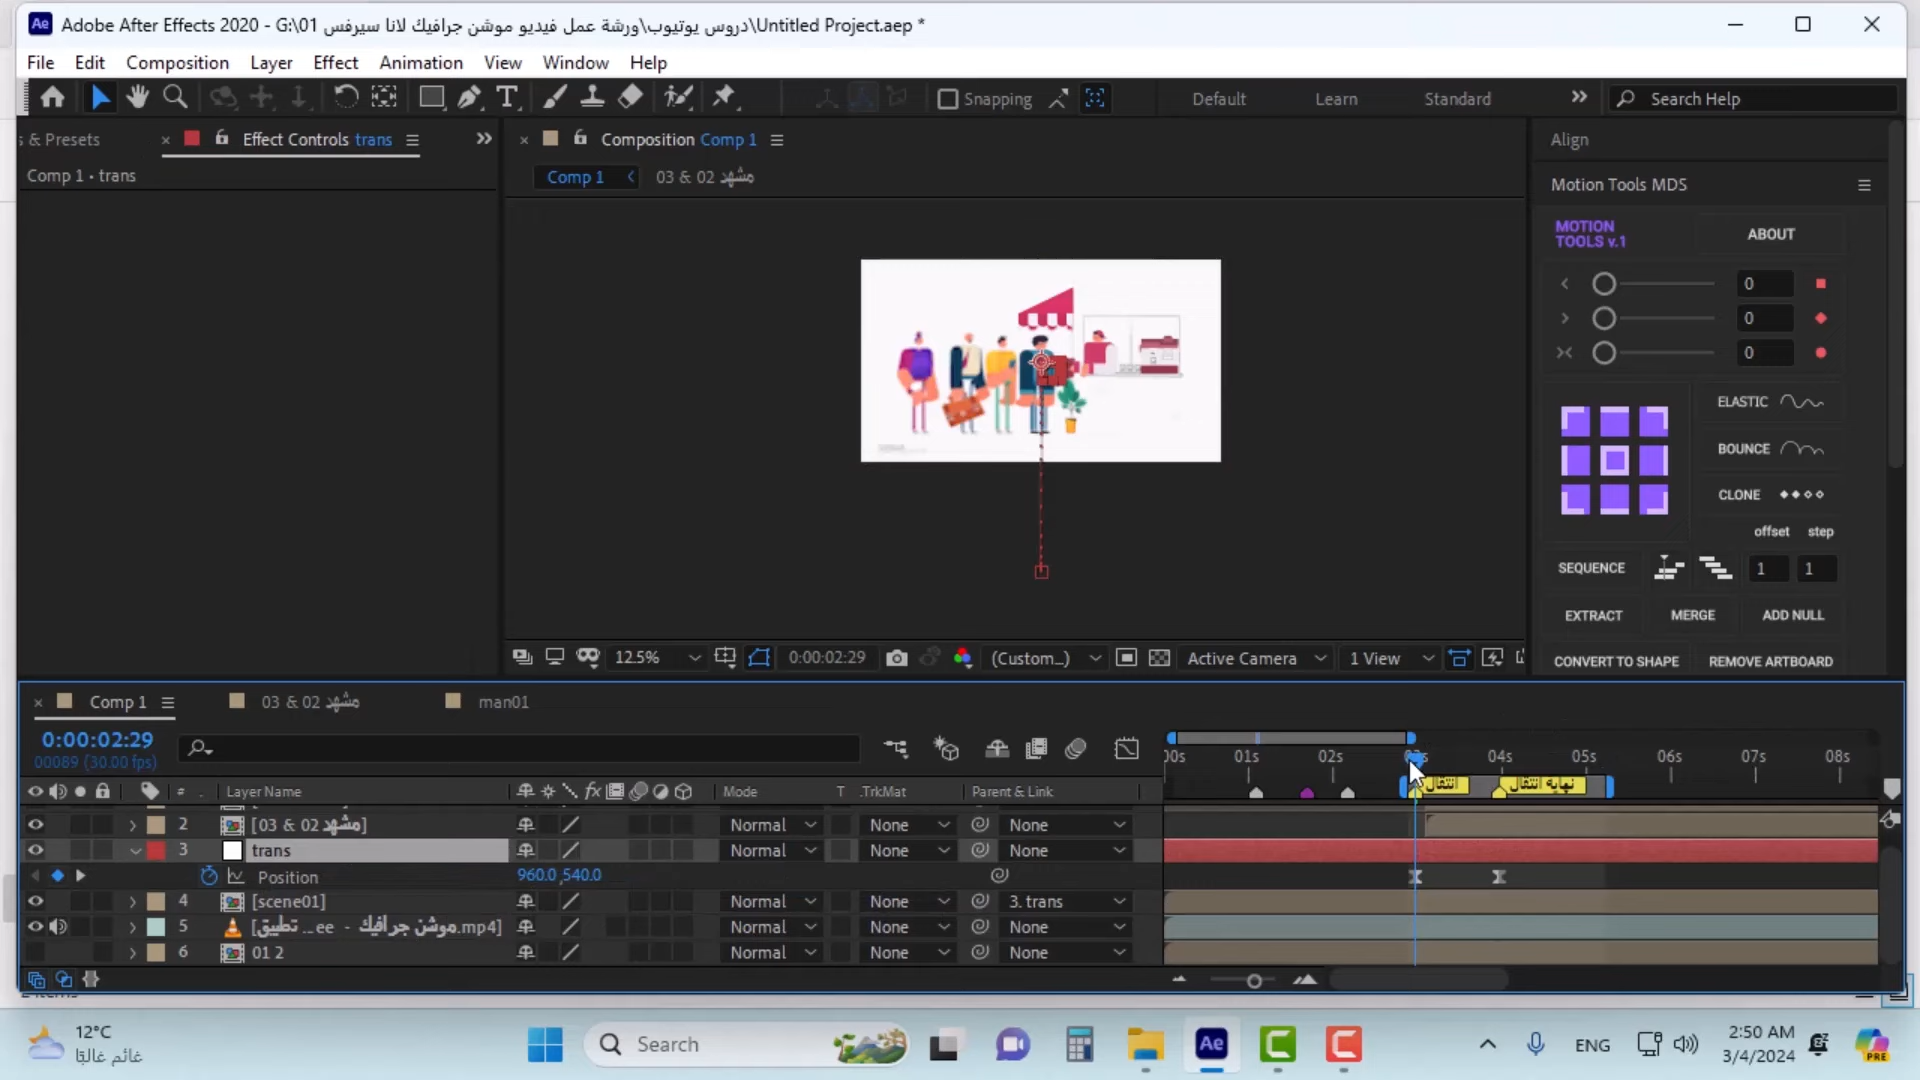 Adobe After Effects 2020 - G:\01 دروس يوتيوب\ورشة عمل فيديو موشن جرافيك لانا سيرفس\Untitled Project.aep *
File Edit Composition Layer Effect Animation View Window Help
Snapping Default Learn Standard Search Help
s & Presets Effect Controls trans Composition Comp 1 Align
Comp 1 • trans
Comp 1 مشهد 02 & 03
Motion Tools MDS
MOTION TOOLS v.1
ABOUT
0
0
0
ELASTIC
BOUNCE
CLONE
offset step
SEQUENCE 1 1
EXTRACT MERGE ADD NULL
CONVERT TO SHAPE REMOVE ARTBOARD
12.5% 0:00:02:29 (Custom...) Active Camera 1 View
Comp 1 مشهد 02 & 03 man01
0:00:02:29
00089 (30.00 fps)
00s 01s 02s 03s 04s 05s 06s 07s 08s
# . Layer Name Mode T .TrkMat Parent & Link
انتقال نهاية انتقال
2 [مشهد 02 & 03] Normal None None
3 trans Normal None None
Position 960.0,540.0
4 [scene01] Normal None 3. trans
5 [تطبيق ...ee - موشن جرافيك.mp4] Normal None None
6 01 2 Normal None None
12°C
غائم غالبًا
Search
ENG
2:50 AM
3/4/2024
PRE